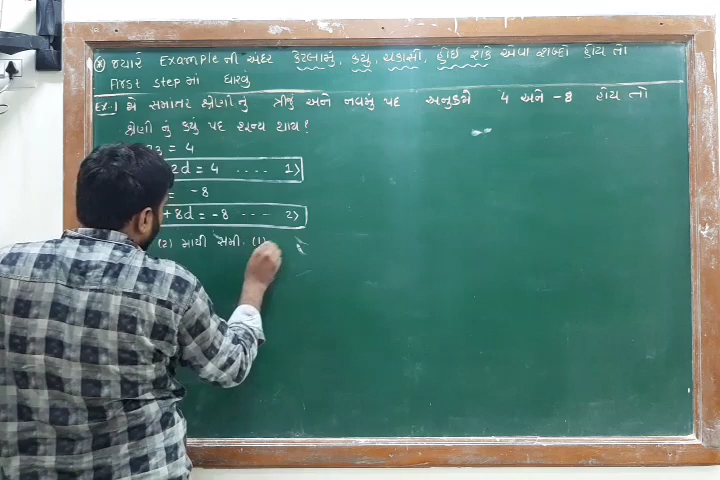 જ્યારે Example ની અંદર કેટલામું, કયું, ચકાસો, હોઈ શકે એવા શબ્દો હોય તો
First step માં ધારવું
Ex-1 જો સમાંતર શ્રેણીનું ત્રીજું અને નવમું પદ અનુક્રમે 4 અને -8 હોય તો
શ્રેણી નું કયું પદ શૂન્ય થાય?
3 = 4
2d = 4 .... 1)
= -8
+ 8d = -8 .... 2)
(2) માંથી સમી. (1)